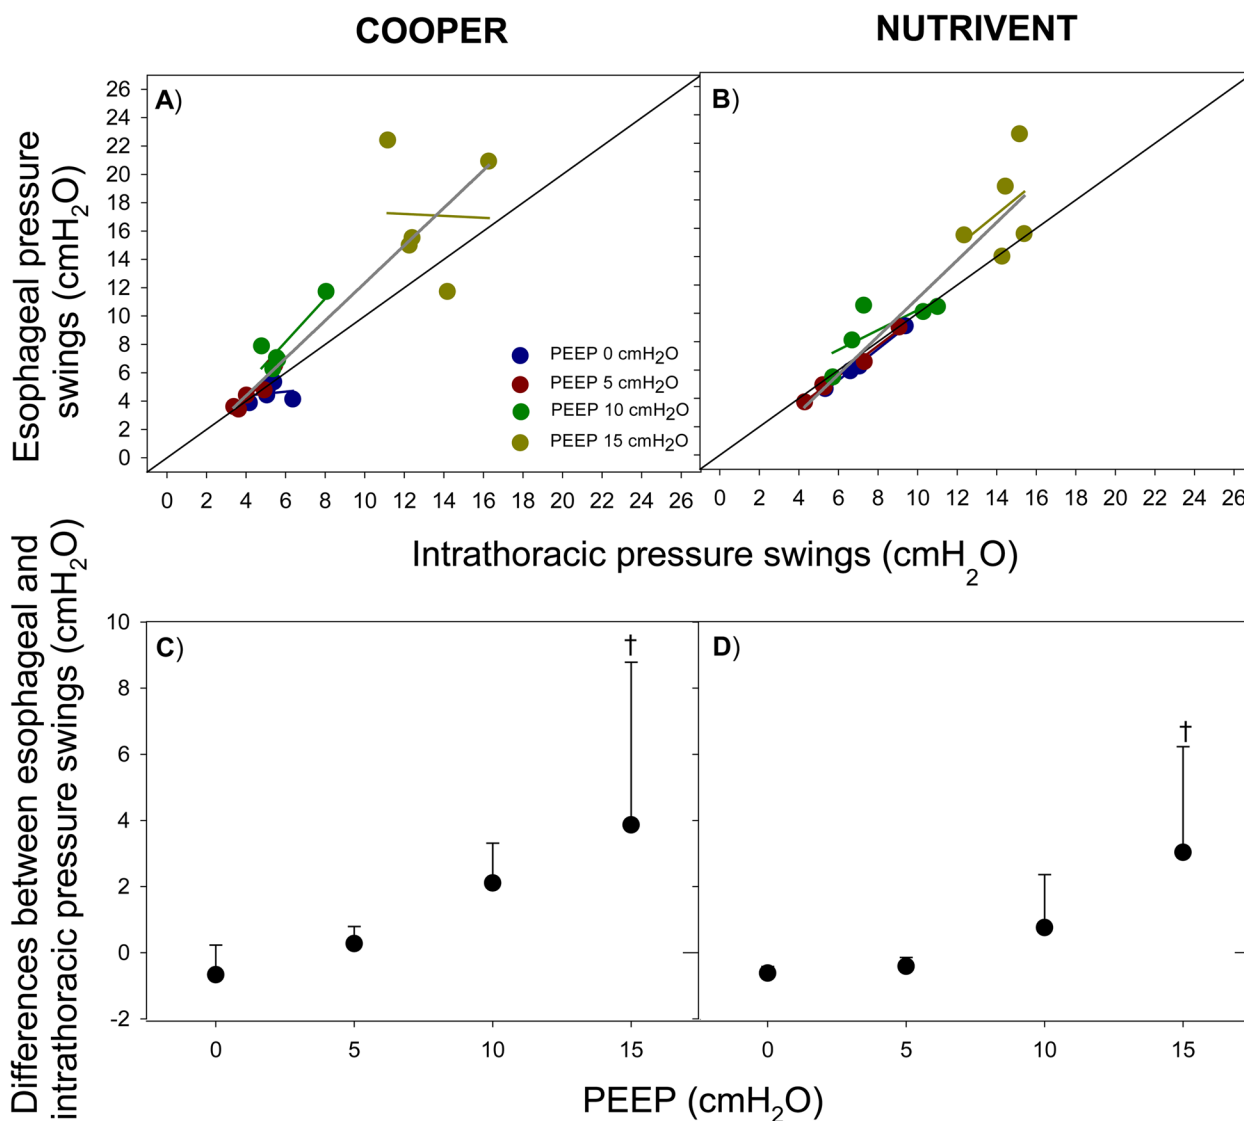 COOPER
NUTRIVENT
Esophageal pressure
swings (cmH2O)
26
24
22
20
18
16
14
12
10
8
6
4
2
0
A)
B)
PEEP 0 cmH2O
PEEP 5 cmH2O
PEEP 10 cmH2O
PEEP 15 cmH2O
0 2 4 6 8 10 12 14 16 18 20 22 24 26
0 2 4 6 8 10 12 14 16 18 20 22 24 26
Intrathoracic pressure swings (cmH2O)
Differences between esophageal and
intrathoracic pressure swings (cmH2O)
10
8
6
4
2
0
-2
C)
†
D)
†
0 5 10 15
0 5 10 15
PEEP (cmH2O)